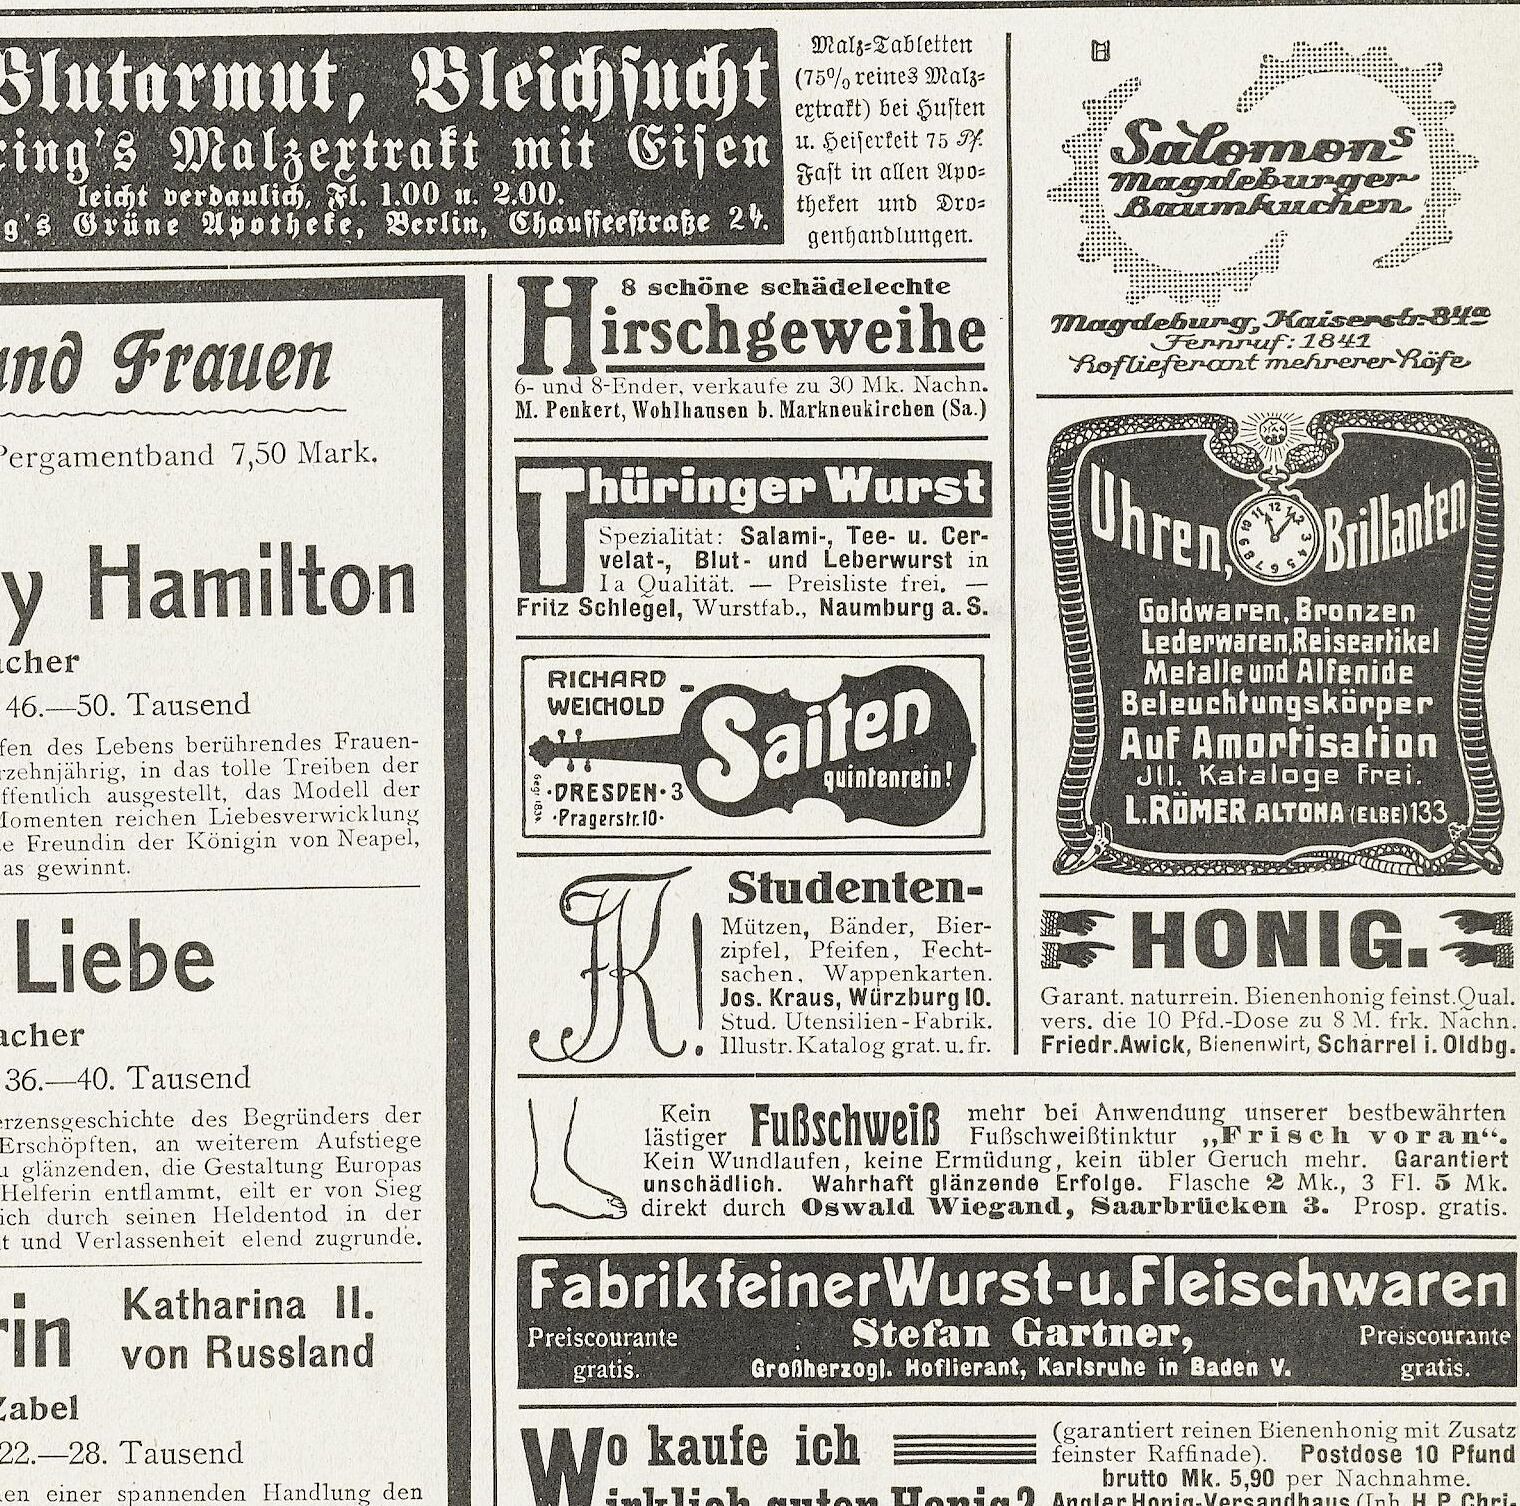 Blutarmut, Bleichsucht
ring's Malzextrakt mit Eisen
leicht verdaulich, Fl. 1.00 u. 2.00.
g's Grüne Apotheke, Berlin, Chausseestraße 24.
Malz-Tabletten
(75% reines Malz-
extrakt) bei Husten
u. Heiserkeit 75 Pf.
Fast in allen Apo-
theken und Dro-
genhandlungen.
und Frauen
Pergamentband 7,50 Mark.
y Hamilton
acher
46.—50. Tausend
fen des Lebens berührendes Frauen-
rzehnjährig, in das tolle Treiben der
ffentlich ausgestellt, das Modell der
Momenten reichen Liebesverwicklung
e Freundin der Königin von Neapel,
as gewinnt.
Liebe
acher
36.—40. Tausend
erzensgeschichte des Begründers der
Erschöpften, an weiterem Aufstiege
u glänzenden, die Gestaltung Europas
Helferin entflammt, eilt er von Sieg
ich durch seinen Heldentod in der
t und Verlassenheit elend zugrunde.
rin Katharina II.
von Russland
Zabel
22.—28. Tausend
en einer spannenden Handlung den
8 schöne schädelechte
Hirschgeweihe
6- und 8-Ender, verkaufe zu 30 Mk. Nachn.
M. Penkert, Wohlhausen b. Markneukirchen (Sa.)
Thüringer Wurst
Spezialität: Salami-, Tee- u. Cer-
velat-, Blut- und Leberwurst in
Ia Qualität. — Preisliste frei. —
Fritz Schlegel, Wurstfab., Naumburg a. S.
RICHARD
WEICHOLD
Saiten
quintenrein!
Gegr. 1834
·DRESDEN·3
·Pragerstr.10·
JK!
Studenten-
Mützen, Bänder, Bier-
zipfel, Pfeifen, Fecht-
sachen, Wappenkarten.
Jos. Kraus, Würzburg 10.
Stud. Utensilien-Fabrik.
Illustr. Katalog grat. u. fr.
Salomons
Magdeburger
Baumkuchen
Magdeburg, Kaiserstr. 84a
Fernruf: 1841
Hoflieferant mehrerer Höfe
Uhren, Brillanten
Goldwaren, Bronzen
Lederwaren, Reiseartikel
Metalle und Alfenide
Beleuchtungskörper
Auf Amortisation
Jll. Kataloge frei.
L. RÖMER ALTONA (ELBE) 133
HONIG.
Garant. naturrein. Bienenhonig feinst. Qual.
vers. die 10 Pfd.-Dose zu 8 M. frk. Nachn.
Friedr. Awick, Bienenwirt, Scharrel i. Oldbg.
Kein Fußschweiß mehr bei Anwendung unserer bestbewährten
lästiger Fußschweißtinktur „Frisch voran“.
Kein Wundlaufen, keine Ermüdung, kein übler Geruch mehr. Garantiert
unschädlich. Wahrhaft glänzende Erfolge. Flasche 2 Mk., 3 Fl. 5 Mk.
direkt durch Oswald Wiegand, Saarbrücken 3. Prosp. gratis.
Fabrik feiner Wurst- u. Fleischwaren
Preiscourante Stefan Gartner, Preiscourante
gratis. Großherzogl. Hoflierant, Karlsruhe in Baden V. gratis.
Wo kaufe ich
wirklich guten Honig?
(garantiert reinen Bienenhonig mit Zusatz
feinster Raffinade). Postdose 10 Pfund
brutto Mk. 5,90 per Nachnahme.
Angler Honig-Versandhaus (Inh. H. P. Chri-